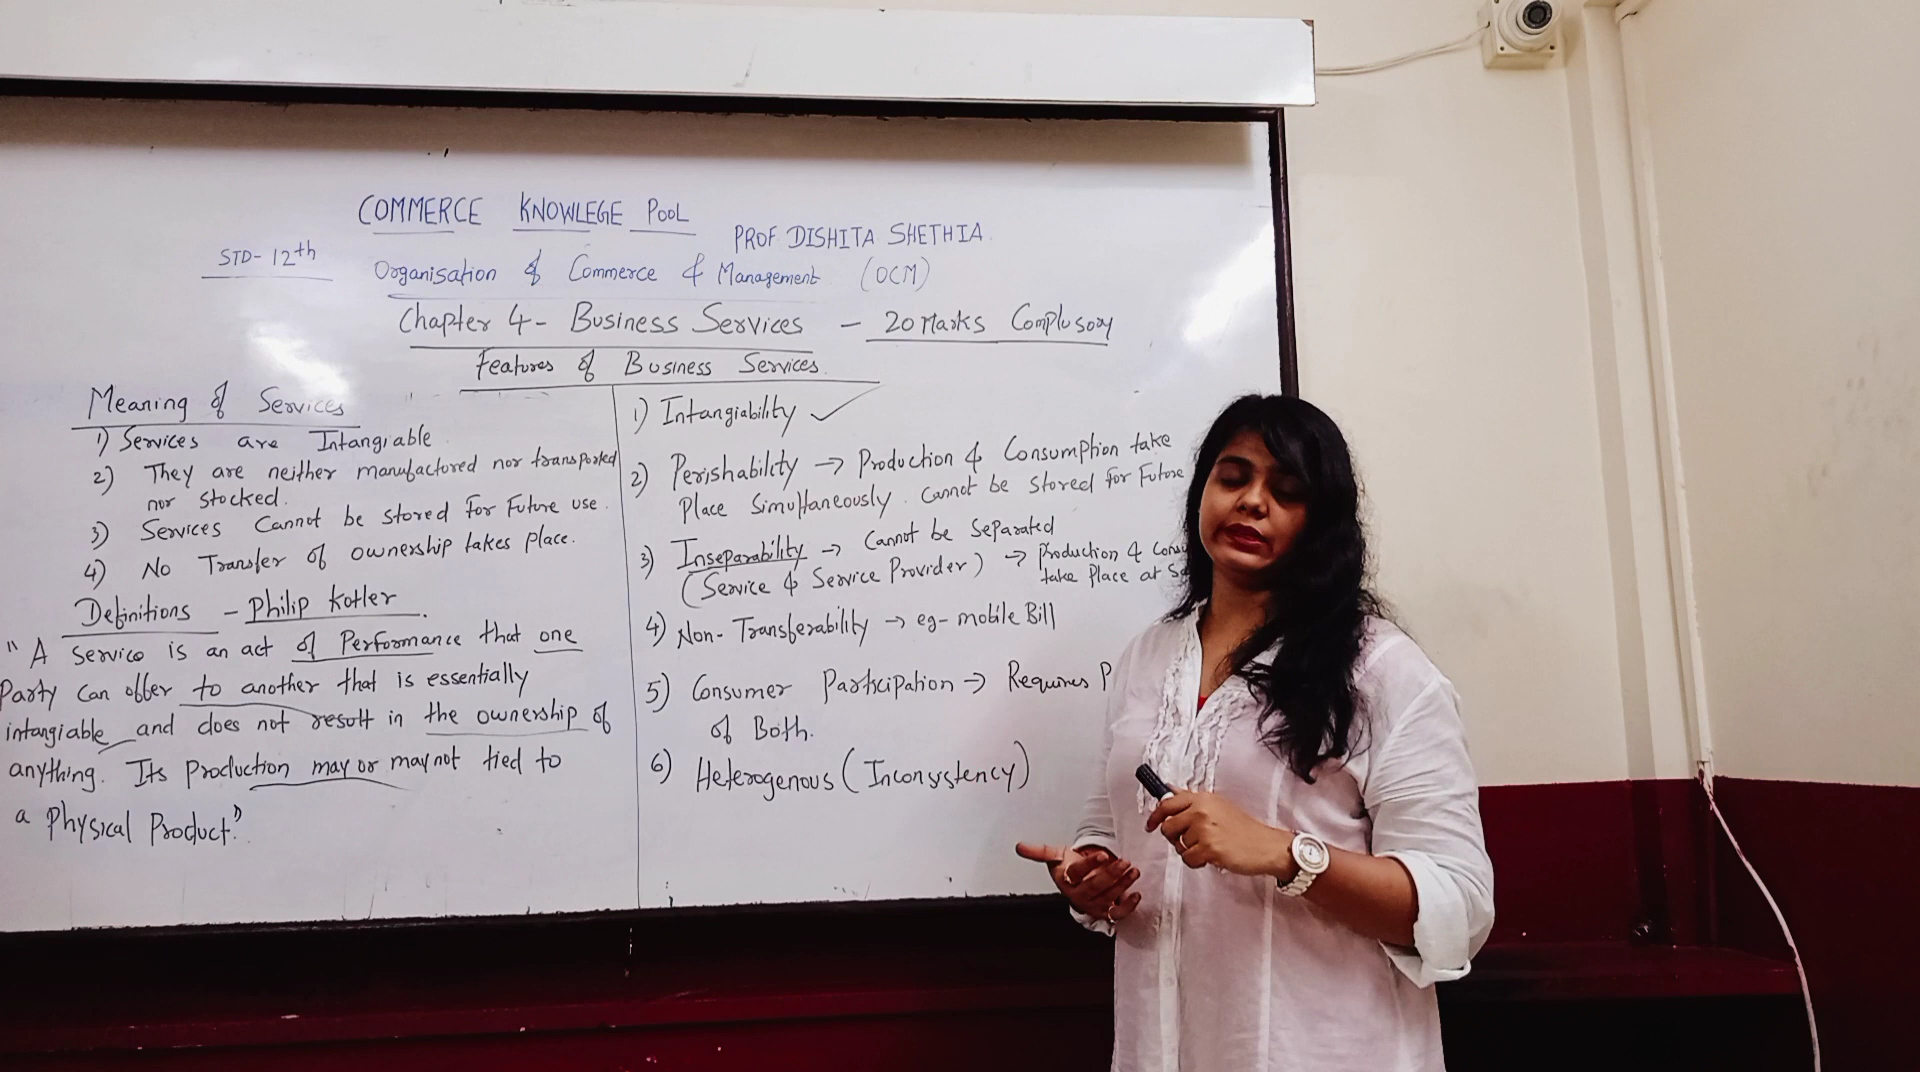 COMMERCE KNOWLEGE POOL
PROF DISHITA SHETHIA
STD-12th
Organisation of Commerce & Management (OCM)
Chapter 4- Business Services - 20 Marks Complusory
Features of Business Services.
Meaning of Services
1) Services are Intangiable
2) They are neither manufactured nor transported
nor stocked.
3) Services Cannot be stored for Future use.
4) No Transfer of ownership takes place.
Definitions - Philip Kotler
"A service is an act of Performance that one
Party can offer to another that is essentially
intangiable and does not result in the ownership of
anything. Its Production may or may not tied to
a Physical Product."
1) Intangiability ✓
2) Perishability → Production & Consumption take
Place Simultaneously. Cannot be stored for Future
3) Inseparability → Cannot be Separated
(Service & Service Provider) → Production &
take Place at
4) Non-Transferability → eg- mobile Bill
5) Consumer Participation → Requires
of Both.
6) Heterogenous (Inconsystency)